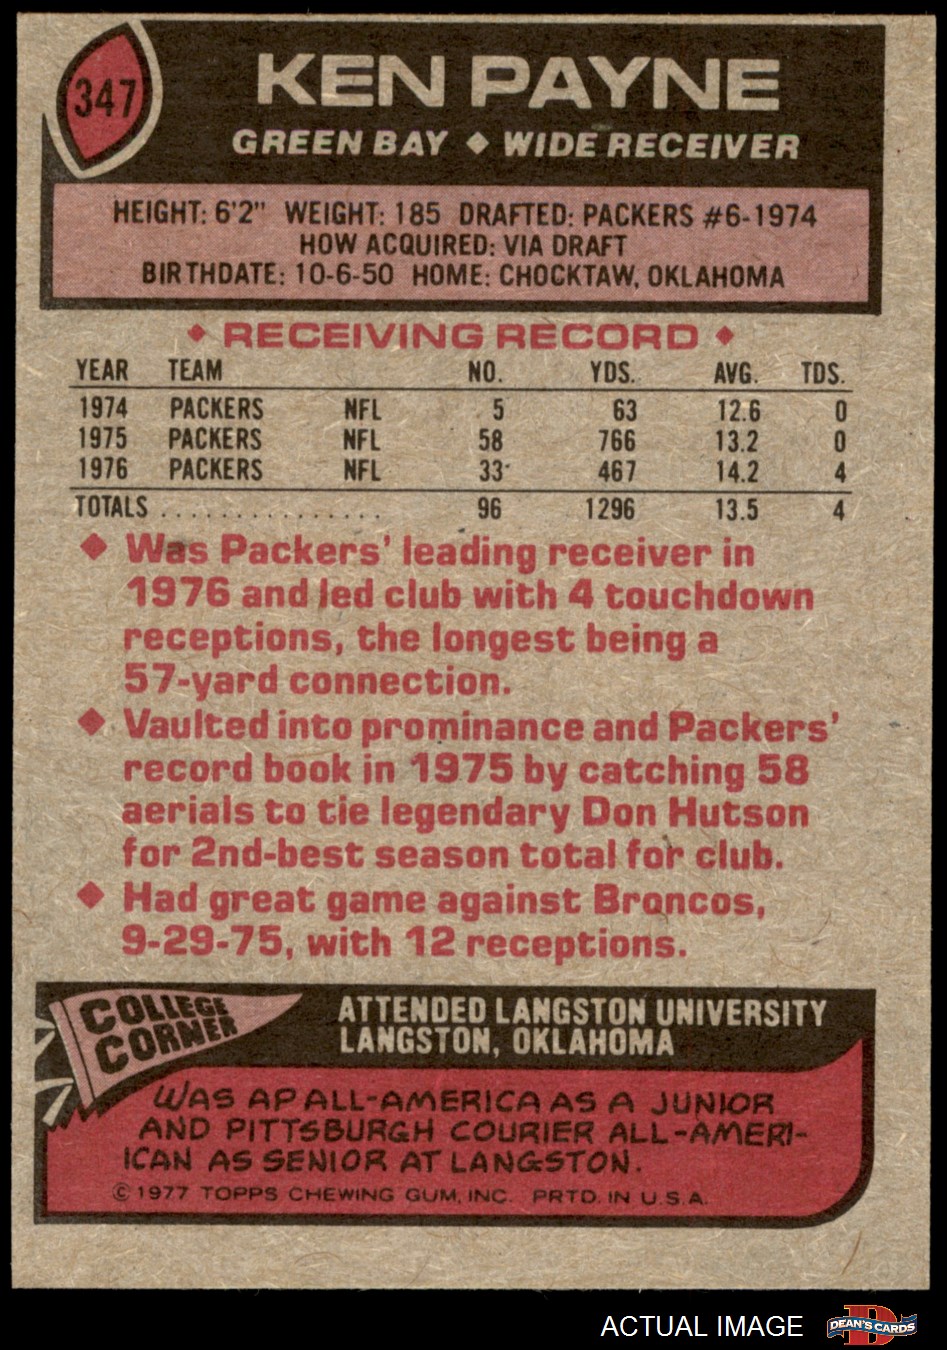 347
KEN PAYNE
GREEN BAY ♦ WIDE RECEIVER
HEIGHT: 6'2" WEIGHT: 185 DRAFTED: PACKERS #6-1974
HOW ACQUIRED: VIA DRAFT
BIRTHDATE: 10-6-50 HOME: CHOCKTAW, OKLAHOMA
♦ RECEIVING RECORD ♦
YEAR TEAM NO. YDS. AVG. TDS.
1974 PACKERS NFL 5 63 12.6 0
1975 PACKERS NFL 58 766 13.2 0
1976 PACKERS NFL 33 467 14.2 4
TOTALS . . . . . . . . . . . . . . . 96 1296 13.5 4
♦ Was Packers' leading receiver in
1976 and led club with 4 touchdown
receptions, the longest being a
57-yard connection.
♦ Vaulted into prominance and Packers'
record book in 1975 by catching 58
aerials to tie legendary Don Hutson
for 2nd-best season total for club.
♦ Had great game against Broncos,
9-29-75, with 12 receptions.
COLLEGE
CORNER
ATTENDED LANGSTON UNIVERSITY
LANGSTON, OKLAHOMA
WAS AP ALL-AMERICA AS A JUNIOR
AND PITTSBURGH COURIER ALL-AMERI-
ICAN AS SENIOR AT LANGSTON.
© 1977 TOPPS CHEWING GUM, INC. PRTD. IN U.S.A.
ACTUAL IMAGE
D
DEAN'S CARDS